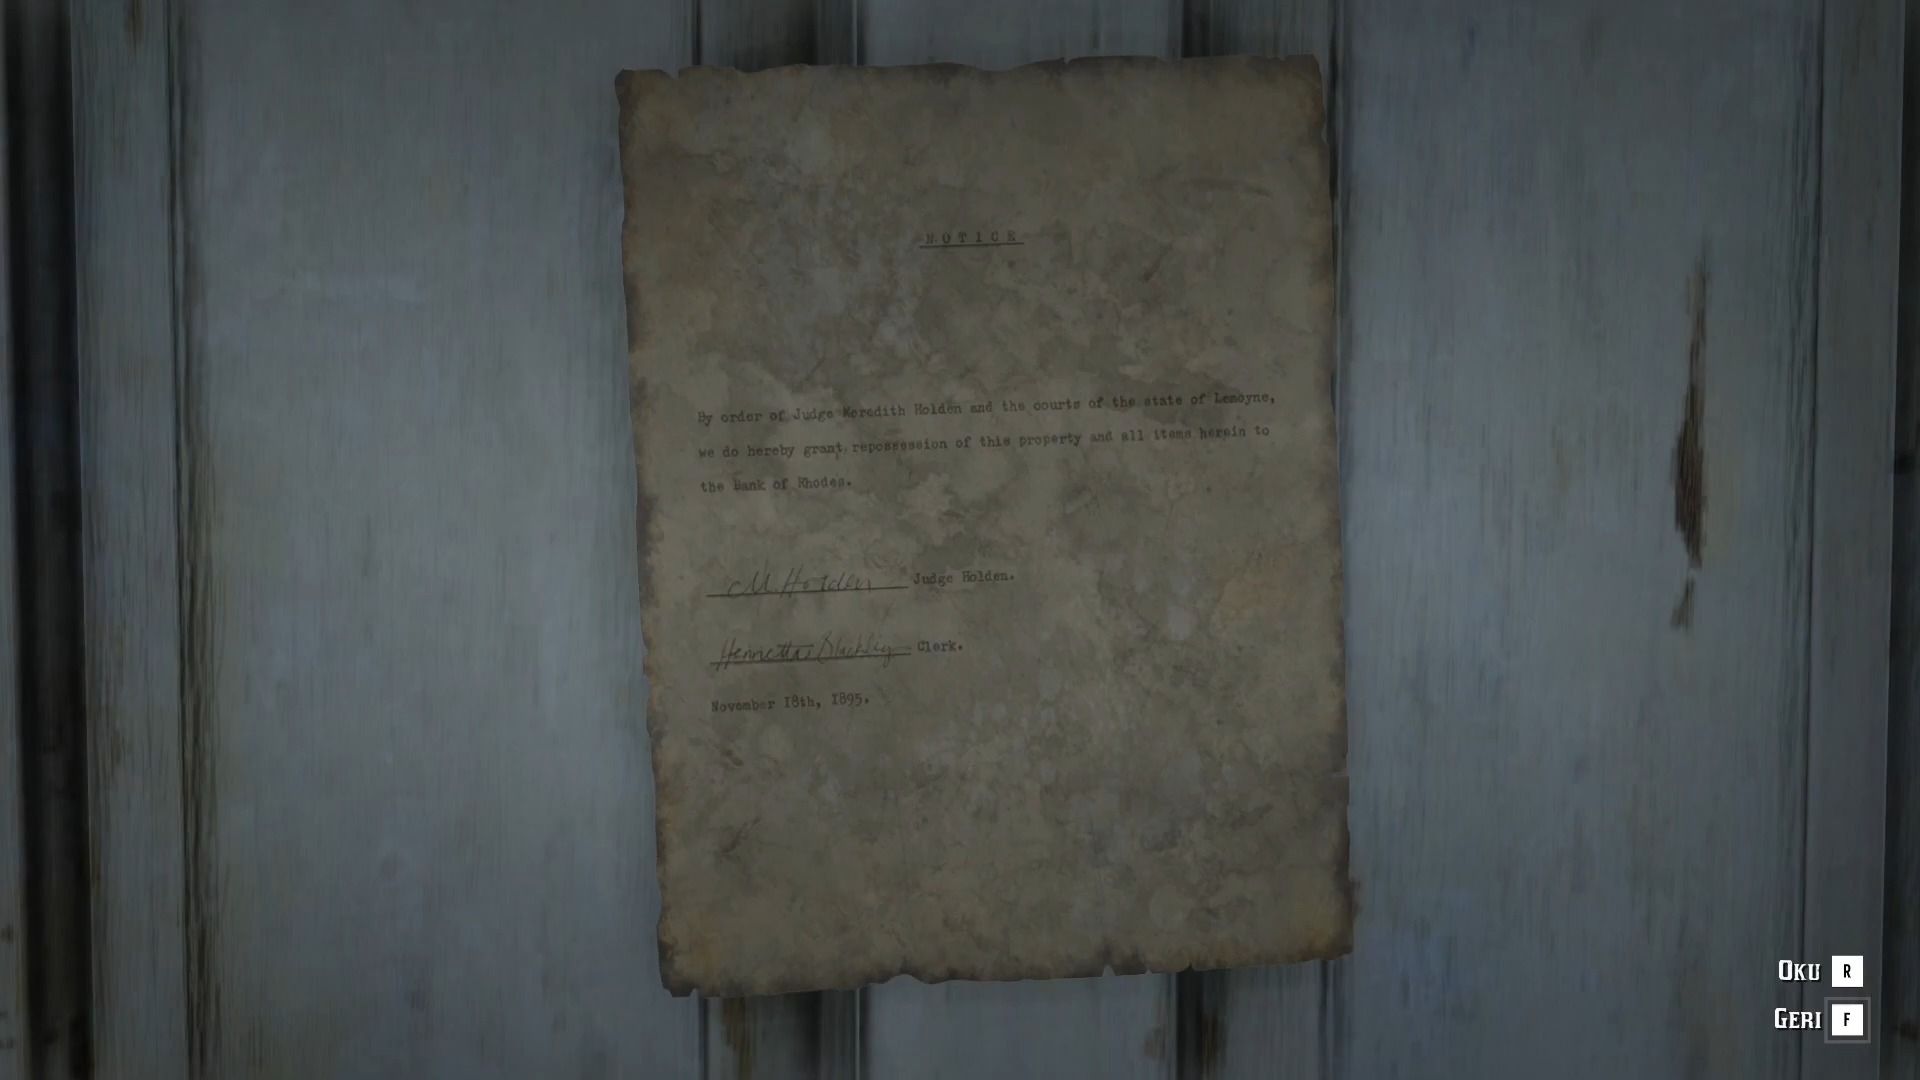 NOTICE
By order of Judge Meredith Holden and the courts of the state of Lemoyne,
we do hereby grant repossession of this property and all items herein to
the Bank of Rhodes.
M. Holden Judge Holden.
Henrietta Blackley Clerk.
November 18th, 1895.
OKU R
GERI F